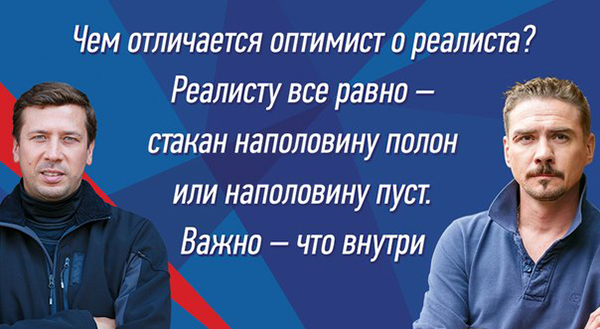 Чем отличается оптимист о реалиста?
Реалисту все равно –
стакан наполовину полон
или наполовину пуст.
Важно – что внутри